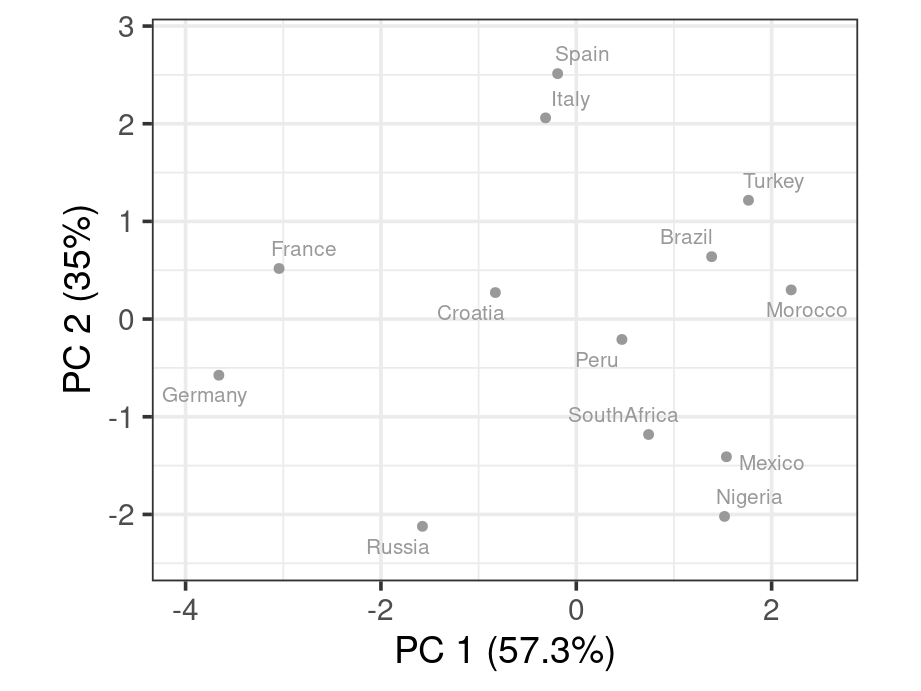 3
2
1
0
-1
-2
PC 2 (35%)
Spain
Italy
Turkey
Brazil
France
Morocco
Croatia
Peru
Germany
SouthAfrica
Mexico
Nigeria
Russia
-4
-2
0
2
PC 1 (57.3%)